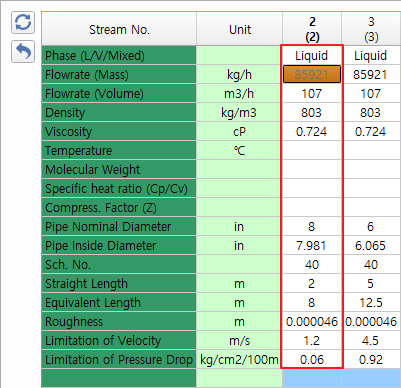 Stream No. Unit 2 (2) 3 (3)
Phase (L/V/Mixed) Liquid Liquid
Flowrate (Mass) kg/h 85921 85921
Flowrate (Volume) m3/h 107 107
Density kg/m3 803 803
Viscosity cP 0.724 0.724
Temperature ℃
Molecular Weight
Specific heat ratio (Cp/Cv)
Compress. Factor (Z)
Pipe Nominal Diameter in 8 6
Pipe Inside Diameter in 7.981 6.065
Sch. No. 40 40
Straight Length m 2 5
Equivalent Length m 8 12.5
Roughness m 0.000046 0.000046
Limitation of Velocity m/s 1.2 4.5
Limitation of Pressure Drop kg/cm2/100m 0.06 0.92